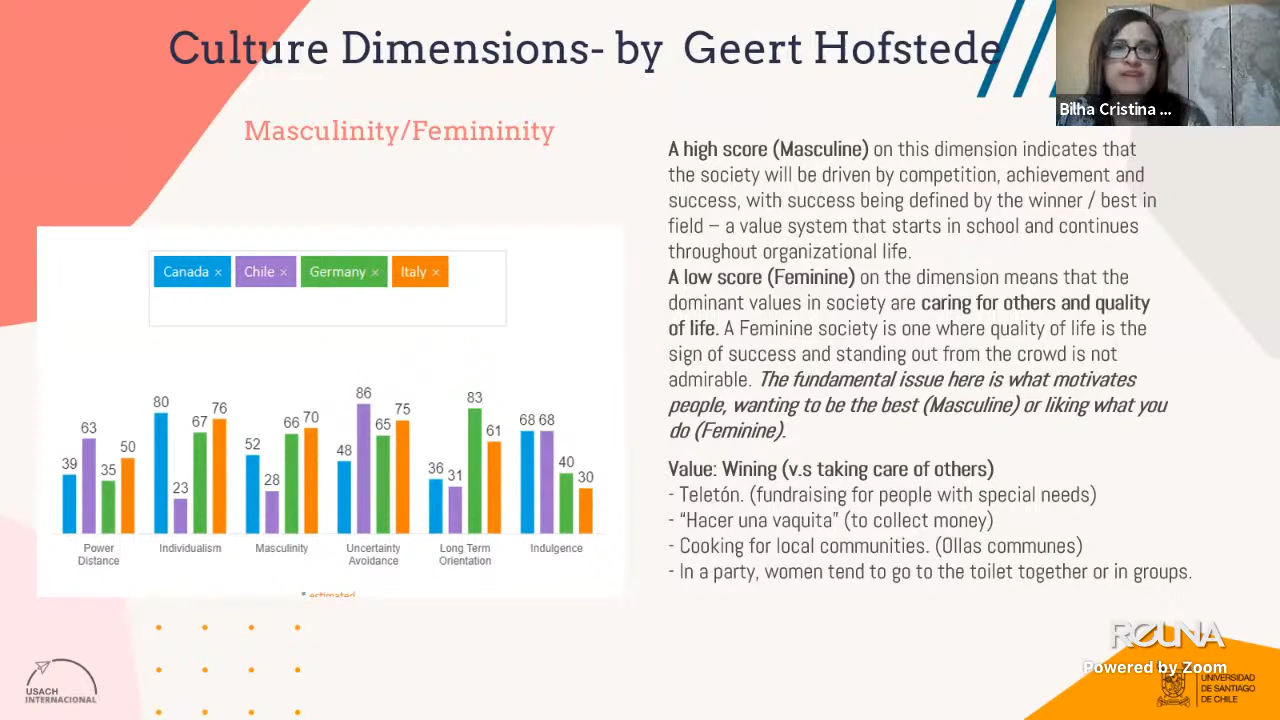 Culture Dimensions- by Geert Hofstede
Bilha Cristina ...
Masculinity/Femininity
Canada × Chile × Germany × Italy ×
39 63 35 50
80 23 67 76
52 28 66 70
48 86 65 75
36 31 83 61
68 68 40 30
Power
Distance
Individualism
Masculinity
Uncertainty
Avoidance
Long Term
Orientation
Indulgence
* estimated
A high score (Masculine) on this dimension indicates that
the society will be driven by competition, achievement and
success, with success being defined by the winner / best in
field – a value system that starts in school and continues
throughout organizational life.
A low score (Feminine) on the dimension means that the
dominant values in society are caring for others and quality
of life. A Feminine society is one where quality of life is the
sign of success and standing out from the crowd is not
admirable. The fundamental issue here is what motivates
people, wanting to be the best (Masculine) or liking what you
do (Feminine).
Value: Wining (v.s taking care of others)
- Teletón. (fundraising for people with special needs)
- “Hacer una vaquita” (to collect money)
- Cooking for local communities. (Ollas communes)
- In a party, women tend to go to the toilet together or in groups.
REUNA
Powered by Zoom
USACH
INTERNACIONAL
UNIVERSIDAD
DE SANTIAGO
DE CHILE